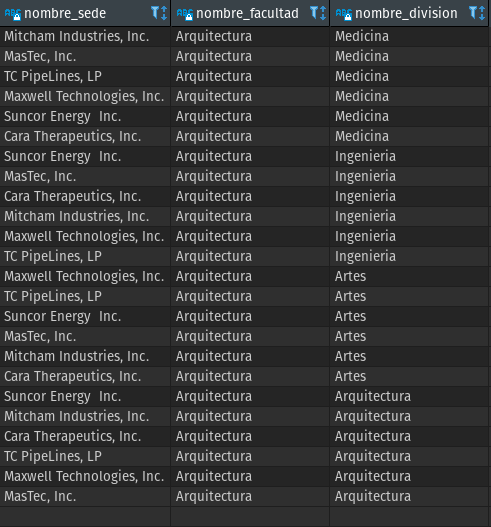 nombre_sede nombre_facultad nombre_division
Mitcham Industries, Inc. Arquitectura Medicina
MasTec, Inc. Arquitectura Medicina
TC PipeLines, LP Arquitectura Medicina
Maxwell Technologies, Inc. Arquitectura Medicina
Suncor Energy  Inc. Arquitectura Medicina
Cara Therapeutics, Inc. Arquitectura Medicina
Suncor Energy  Inc. Arquitectura Ingenieria
MasTec, Inc. Arquitectura Ingenieria
Cara Therapeutics, Inc. Arquitectura Ingenieria
Mitcham Industries, Inc. Arquitectura Ingenieria
Maxwell Technologies, Inc. Arquitectura Ingenieria
TC PipeLines, LP Arquitectura Ingenieria
Maxwell Technologies, Inc. Arquitectura Artes
TC PipeLines, LP Arquitectura Artes
Suncor Energy  Inc. Arquitectura Artes
MasTec, Inc. Arquitectura Artes
Mitcham Industries, Inc. Arquitectura Artes
Cara Therapeutics, Inc. Arquitectura Artes
Suncor Energy  Inc. Arquitectura Arquitectura
Mitcham Industries, Inc. Arquitectura Arquitectura
Cara Therapeutics, Inc. Arquitectura Arquitectura
TC PipeLines, LP Arquitectura Arquitectura
Maxwell Technologies, Inc. Arquitectura Arquitectura
MasTec, Inc. Arquitectura Arquitectura